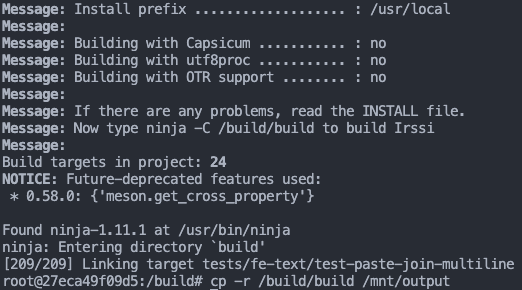 Message: Install prefix ................... : /usr/local
Message:
Message: Building with Capsicum ........... : no
Message: Building with utf8proc ........... : no
Message: Building with OTR support ........ : no
Message:
Message: If there are any problems, read the INSTALL file.
Message: Now type ninja -C /build/build to build Irssi
Message:
Build targets in project: 24
NOTICE: Future-deprecated features used:
 * 0.58.0: {'meson.get_cross_property'}

Found ninja-1.11.1 at /usr/bin/ninja
ninja: Entering directory `build'
[209/209] Linking target tests/fe-text/test-paste-join-multiline
root@27eca49f09d5:/build# cp -r /build/build /mnt/output